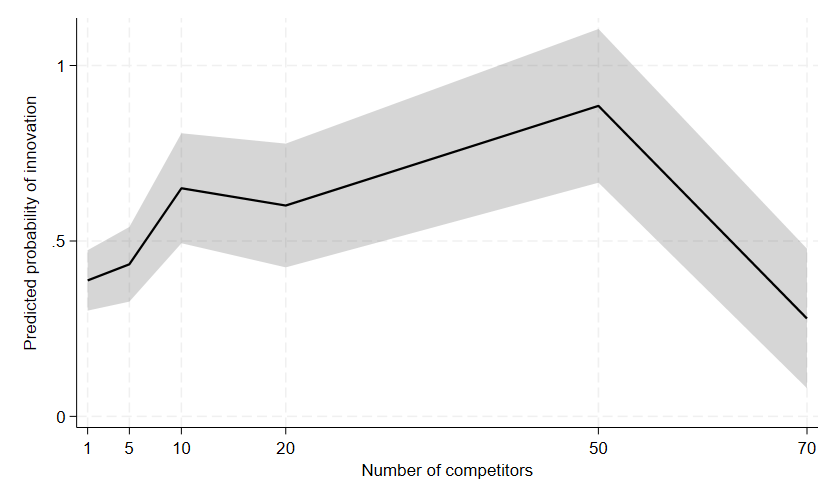 Predicted probability of innovation
1
.5
0
1 5 10 20 50 70
Number of competitors